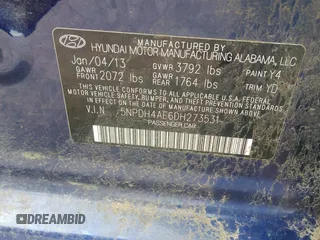 MANUFACTURED BY
HYUNDAI MOTOR MANUFACTURING ALABAMA, LLC
Jan/04/13 GVWR 3792 lbs PAINT Y4
GAWR FRONT 2072 lbs GAWR REAR 1764 lbs TRIM YD
THIS VEHICLE CONFORMS TO ALL APPLICABLE
U.S. FEDERAL MOTOR VEHICLE SAFETY,
BUMPER, AND THEFT PREVENTION STANDARDS
IN EFFECT ON THE DATE OF
MANUFACTURE SHOWN ABOVE.
V.I.N 5NPDH4AE6DH273531
PASSENGER CAR
DREAMBID